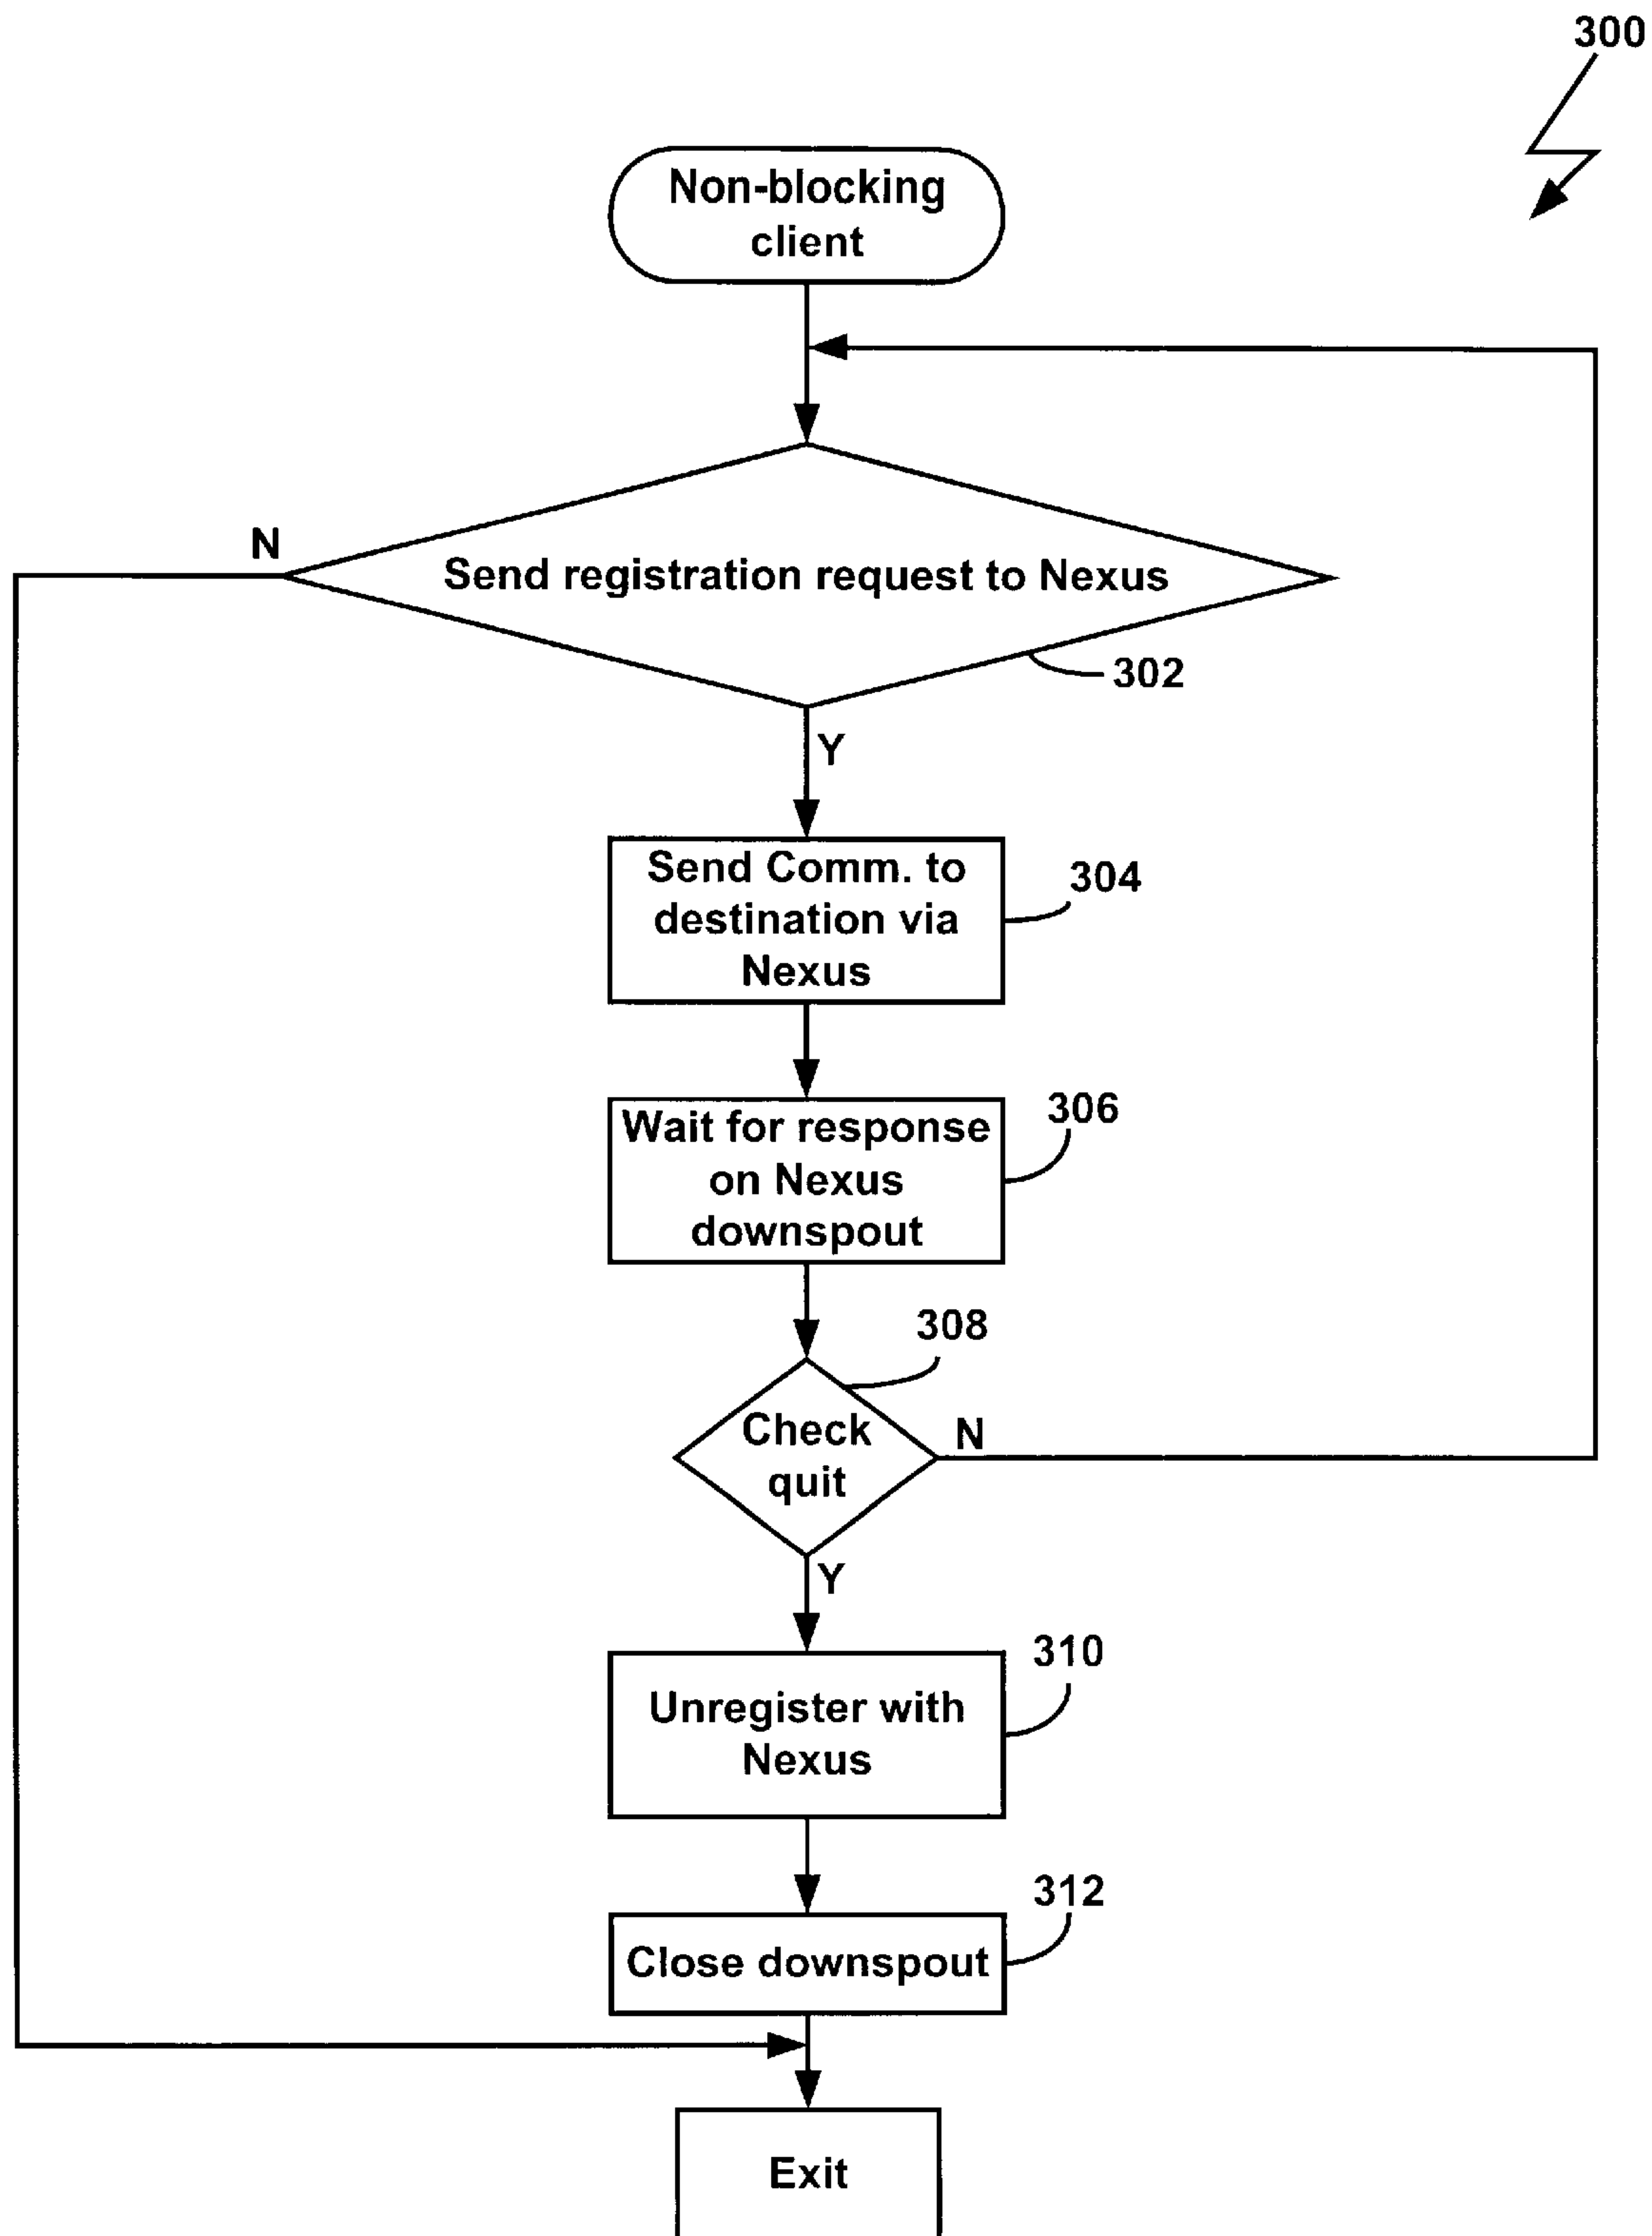 300
Non-blocking
client
N
Send registration request to Nexus
302
Y
Send Comm. to
destination via
Nexus
304
Wait for response
on Nexus
downspout
306
308
Check
quit
N
Y
310
Unregister with
Nexus
312
Close downspout
Exit